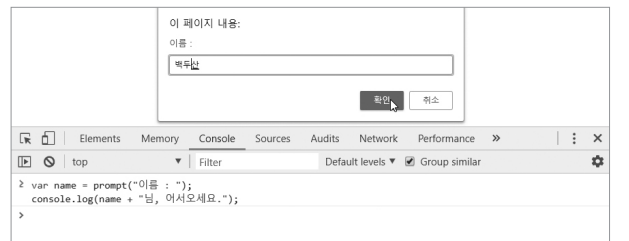 이 페이지 내용:
이름 :
백두산
확인 취소
Elements Memory Console Sources Audits Network Performance »
top ▼ Filter Default levels ▼ Group similar
var name = prompt("이름 : ");
console.log(name + "님, 어서오세요.");
>